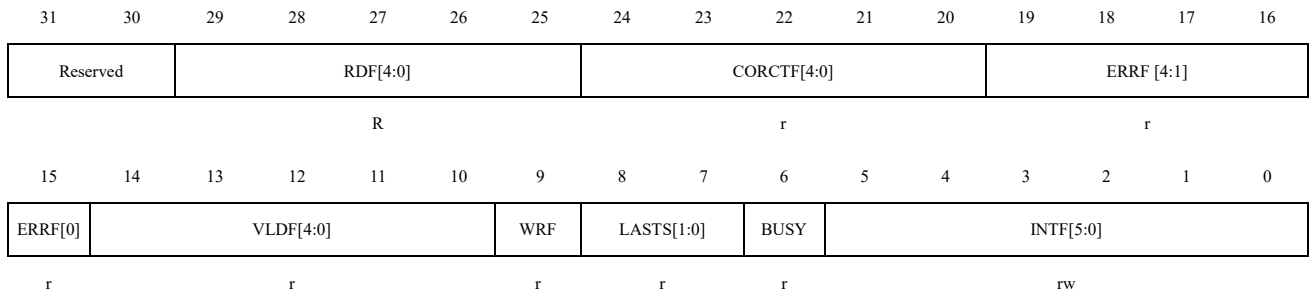 31 30 29 28 27 26 25 24 23 22 21 20 19 18 17 16
Reserved RDF[4:0] CORCTF[4:0] ERRF [4:1]
R r r
15 14 13 12 11 10 9 8 7 6 5 4 3 2 1 0
ERRF[0] VLDF[4:0] WRF LASTS[1:0] BUSY INTF[5:0]
r r r r r rw